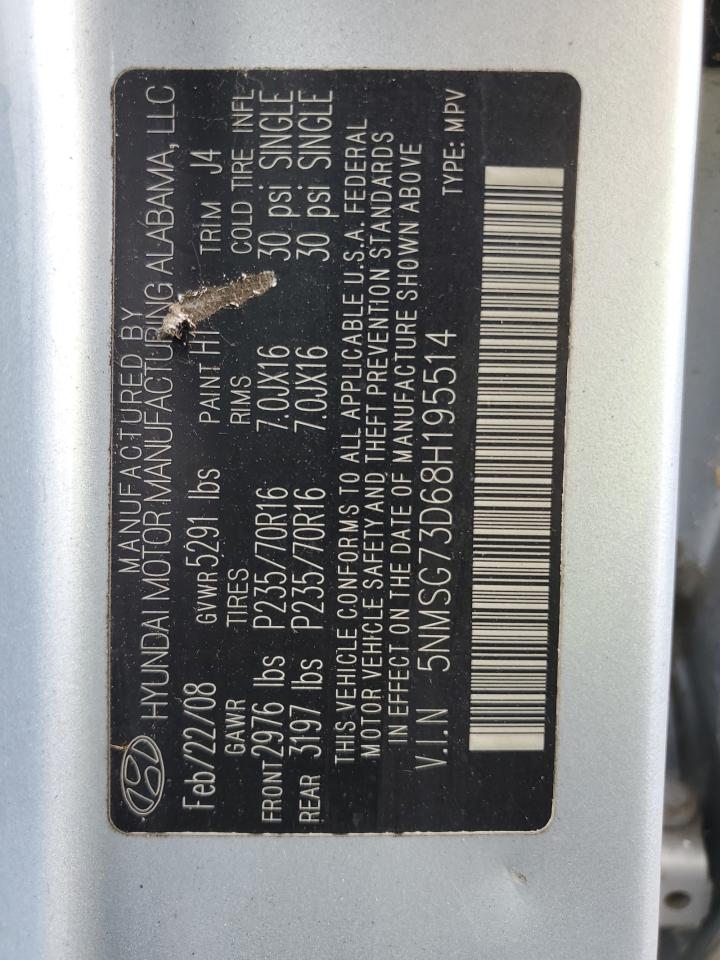 MANUFACTURED BY
HYUNDAI MOTOR MANUFACTURING ALABAMA, LLC
Feb/22/08 GVWR 5291 lbs PAINT H1 TRIM J4
GAWR TIRES RIMS COLD TIRE INFL
FRONT 2976 lbs P235/70R16 7.0JX16 30 psi SINGLE
REAR 3197 lbs P235/70R16 7.0JX16 30 psi SINGLE
THIS VEHICLE CONFORMS TO ALL APPLICABLE U.S.A. FEDERAL
MOTOR VEHICLE SAFETY AND THEFT PREVENTION STANDARDS
IN EFFECT ON THE DATE OF MANUFACTURE SHOWN ABOVE
V.I.N 5NMSG73D68H195514 TYPE: MPV